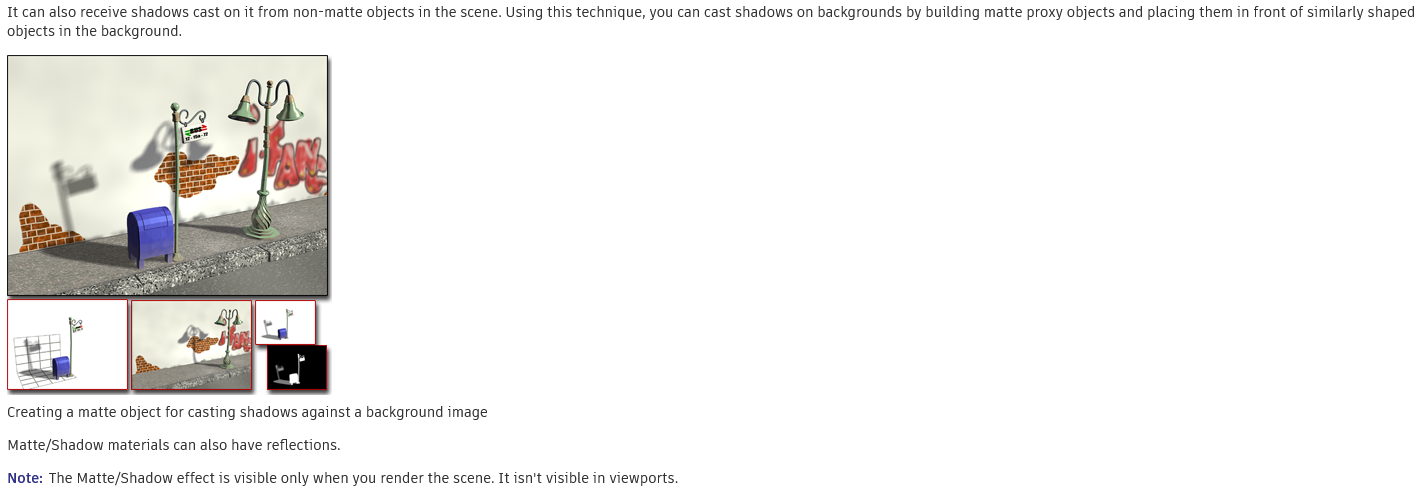 It can also receive shadows cast on it from non-matte objects in the scene. Using this technique, you can cast shadows on backgrounds by building matte proxy objects and placing them in front of similarly shaped
objects in the background.
BUS
J-FAN
Creating a matte object for casting shadows against a background image
Matte/Shadow materials can also have reflections.
Note: The Matte/Shadow effect is visible only when you render the scene. It isn't visible in viewports.